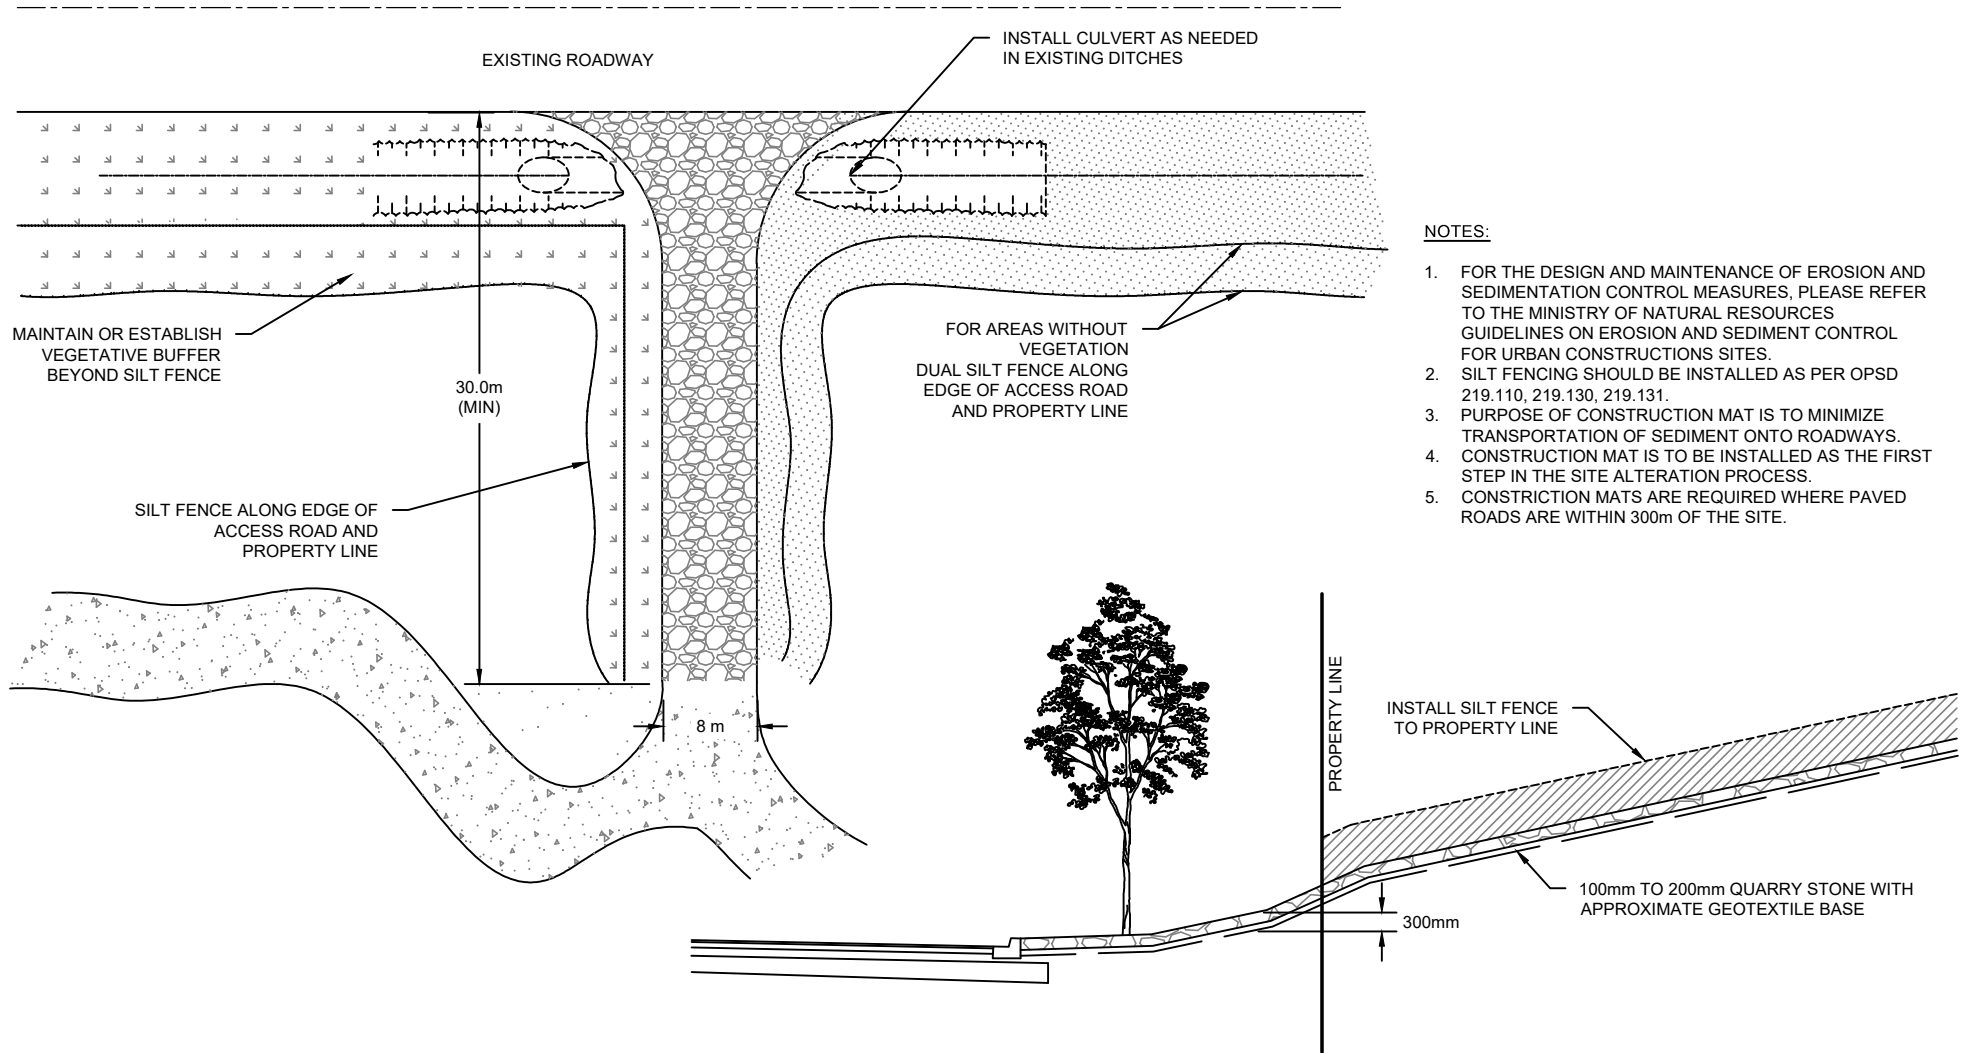 EXISTING ROADWAY
INSTALL CULVERT AS NEEDED
IN EXISTING DITCHES
MAINTAIN OR ESTABLISH
VEGETATIVE BUFFER
BEYOND SILT FENCE
30.0m
(MIN)
FOR AREAS WITHOUT
VEGETATION
DUAL SILT FENCE ALONG
EDGE OF ACCESS ROAD
AND PROPERTY LINE
SILT FENCE ALONG EDGE OF
ACCESS ROAD AND
PROPERTY LINE
8 m
NOTES:
1. FOR THE DESIGN AND MAINTENANCE OF EROSION AND
SEDIMENTATION CONTROL MEASURES, PLEASE REFER
TO THE MINISTRY OF NATURAL RESOURCES
GUIDELINES ON EROSION AND SEDIMENT CONTROL
FOR URBAN CONSTRUCTIONS SITES.
2. SILT FENCING SHOULD BE INSTALLED AS PER OPSD
219.110, 219.130, 219.131.
3. PURPOSE OF CONSTRUCTION MAT IS TO MINIMIZE
TRANSPORTATION OF SEDIMENT ONTO ROADWAYS.
4. CONSTRUCTION MAT IS TO BE INSTALLED AS THE FIRST
STEP IN THE SITE ALTERATION PROCESS.
5. CONSTRICTION MATS ARE REQUIRED WHERE PAVED
ROADS ARE WITHIN 300m OF THE SITE.
PROPERTY LINE
INSTALL SILT FENCE
TO PROPERTY LINE
100mm TO 200mm QUARRY STONE WITH
APPROXIMATE GEOTEXTILE BASE
300mm